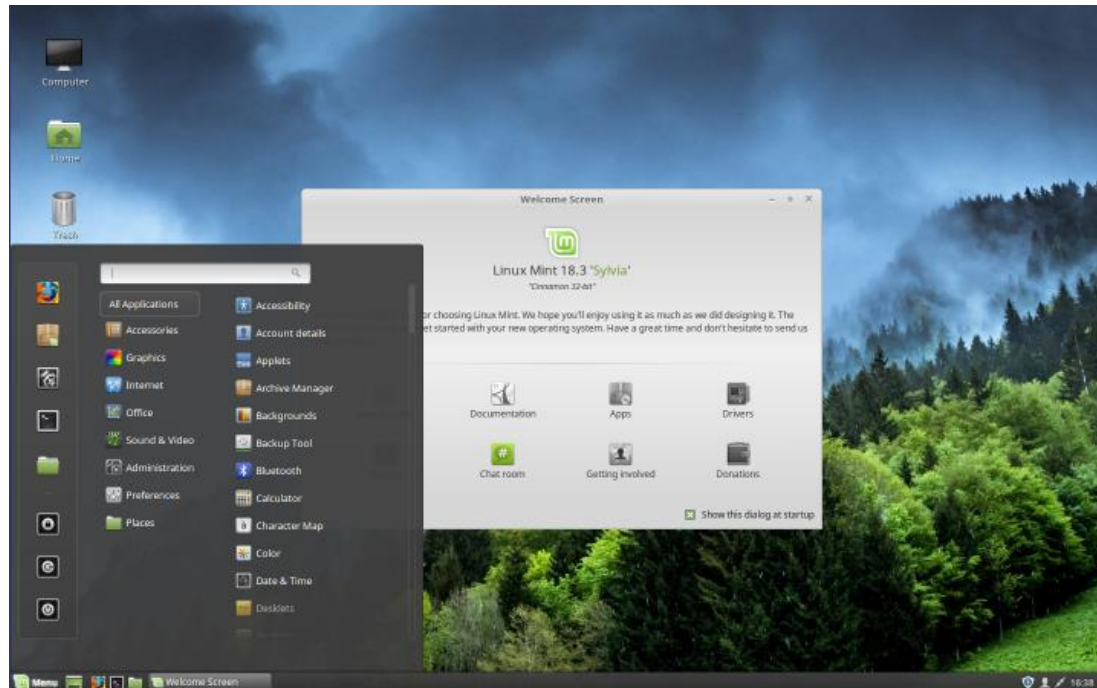 Computer
Home
Trash
Welcome Screen
Linux Mint 18.3 'Sylvia'
"Cinnamon 32-bit"
or choosing Linux Mint. We hope you'll enjoy using it as much as we did designing it. The
et started with your new operating system. Have a great time and don't hesitate to send us
Documentation
Apps
Drivers
Chat room
Getting involved
Donations
Show this dialog at startup
All Applications
Accessories
Graphics
Internet
Office
Sound & Video
Administration
Preferences
Places
Accessibility
Account details
Applets
Archive Manager
Backgrounds
Backup Tool
Bluetooth
Calculator
Character Map
Color
Date & Time
Desklets
Menu
Welcome Screen
16:38